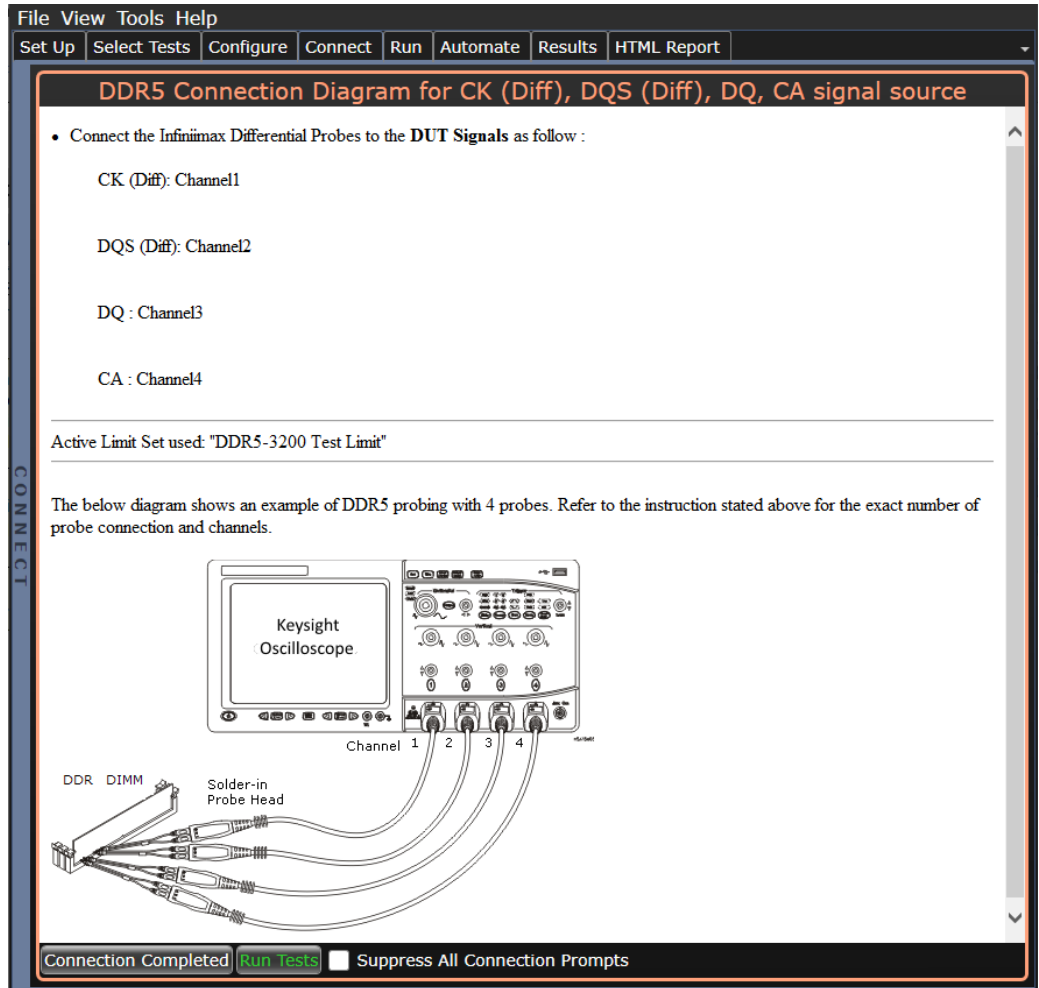 File View Tools Help
Set Up Select Tests Configure Connect Run Automate Results HTML Report
DDR5 Connection Diagram for CK (Diff), DQS (Diff), DQ, CA signal source
• Connect the Infiniimax Differential Probes to the DUT Signals as follow :
CK (Diff): Channel1
DQS (Diff): Channel2
DQ : Channel3
CA : Channel4
Active Limit Set used: "DDR5-3200 Test Limit"
CONNECT
The below diagram shows an example of DDR5 probing with 4 probes. Refer to the instruction stated above for the exact number of
probe connection and channels.
Keysight
Oscilloscope
Vertical
1 2 3 4
Channel 1 2 3 4
DDR DIMM
Solder-in
Probe Head
Connection Completed Run Tests Suppress All Connection Prompts